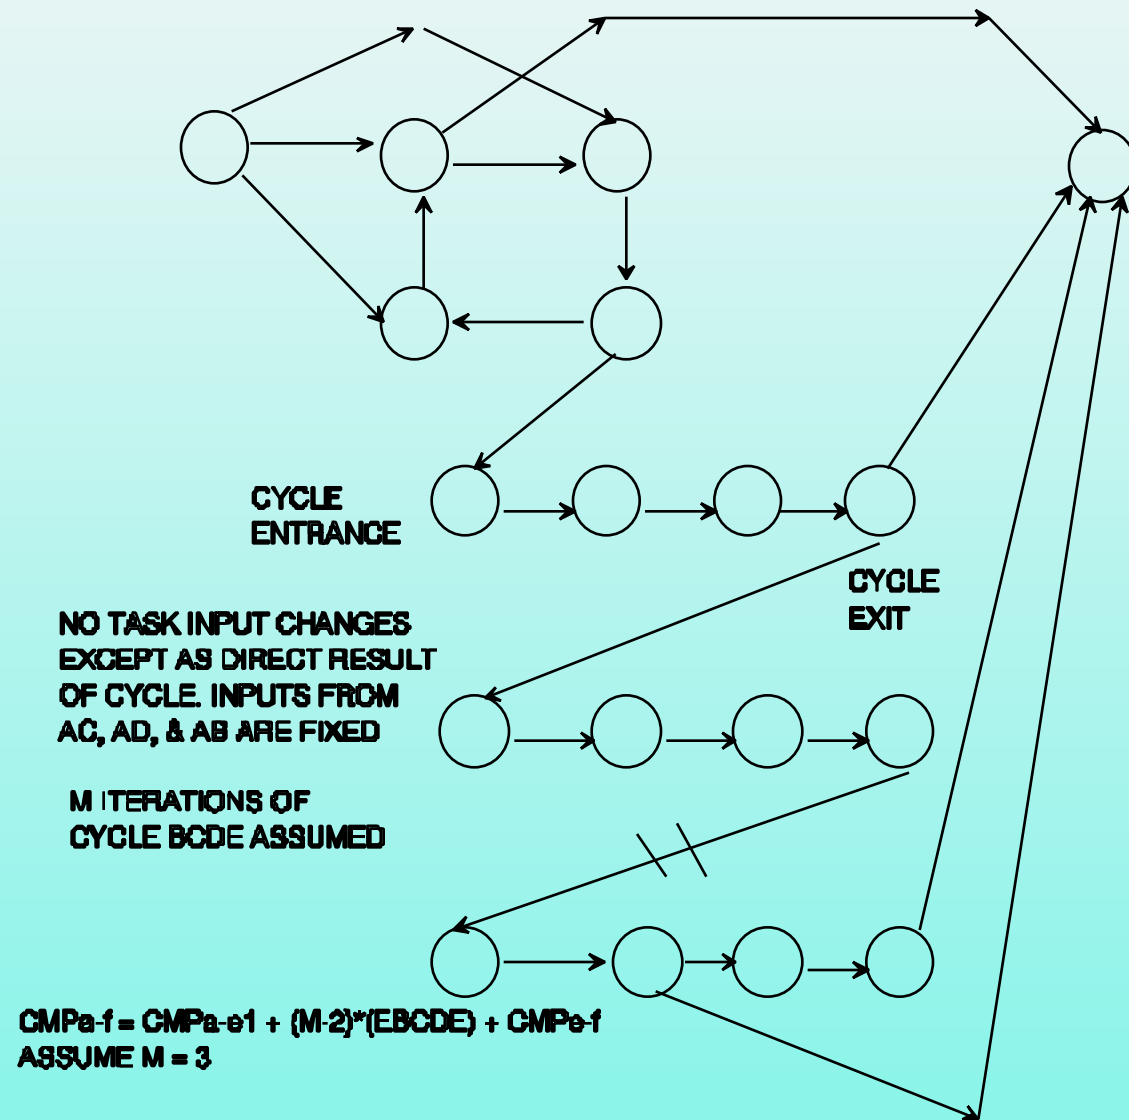 CYCLE
ENTRANCE
CYCLE
EXIT
NO TASK INPUT CHANGES
EXCEPT AS DIRECT RESULT
OF CYCLE. INPUTS FROM
AC, AD, & AB ARE FIXED
M ITERATIONS OF
CYCLE BCDE ASSUMED
CMPa-f = CMPa-e1 + (M-2)*(EBCDE) + CMPe-f
ASSUME M = 3